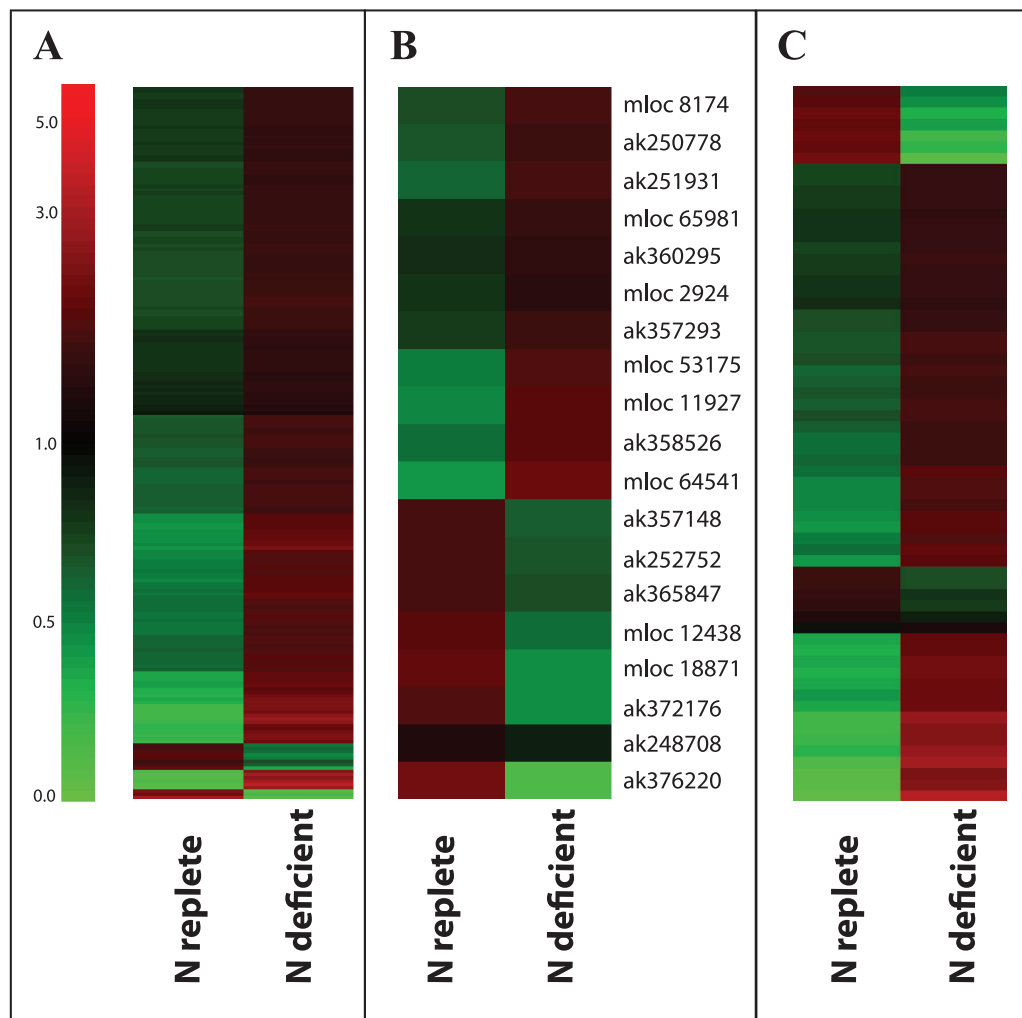 A
5.0
3.0
1.0
0.5
0.0
N replete
N deficient
B
mloc 8174
ak250778
ak251931
mloc 65981
ak360295
mloc 2924
ak357293
mloc 53175
mloc 11927
ak358526
mloc 64541
ak357148
ak252752
ak365847
mloc 12438
mloc 18871
ak372176
ak248708
ak376220
N replete
N deficient
C
N replete
N deficient